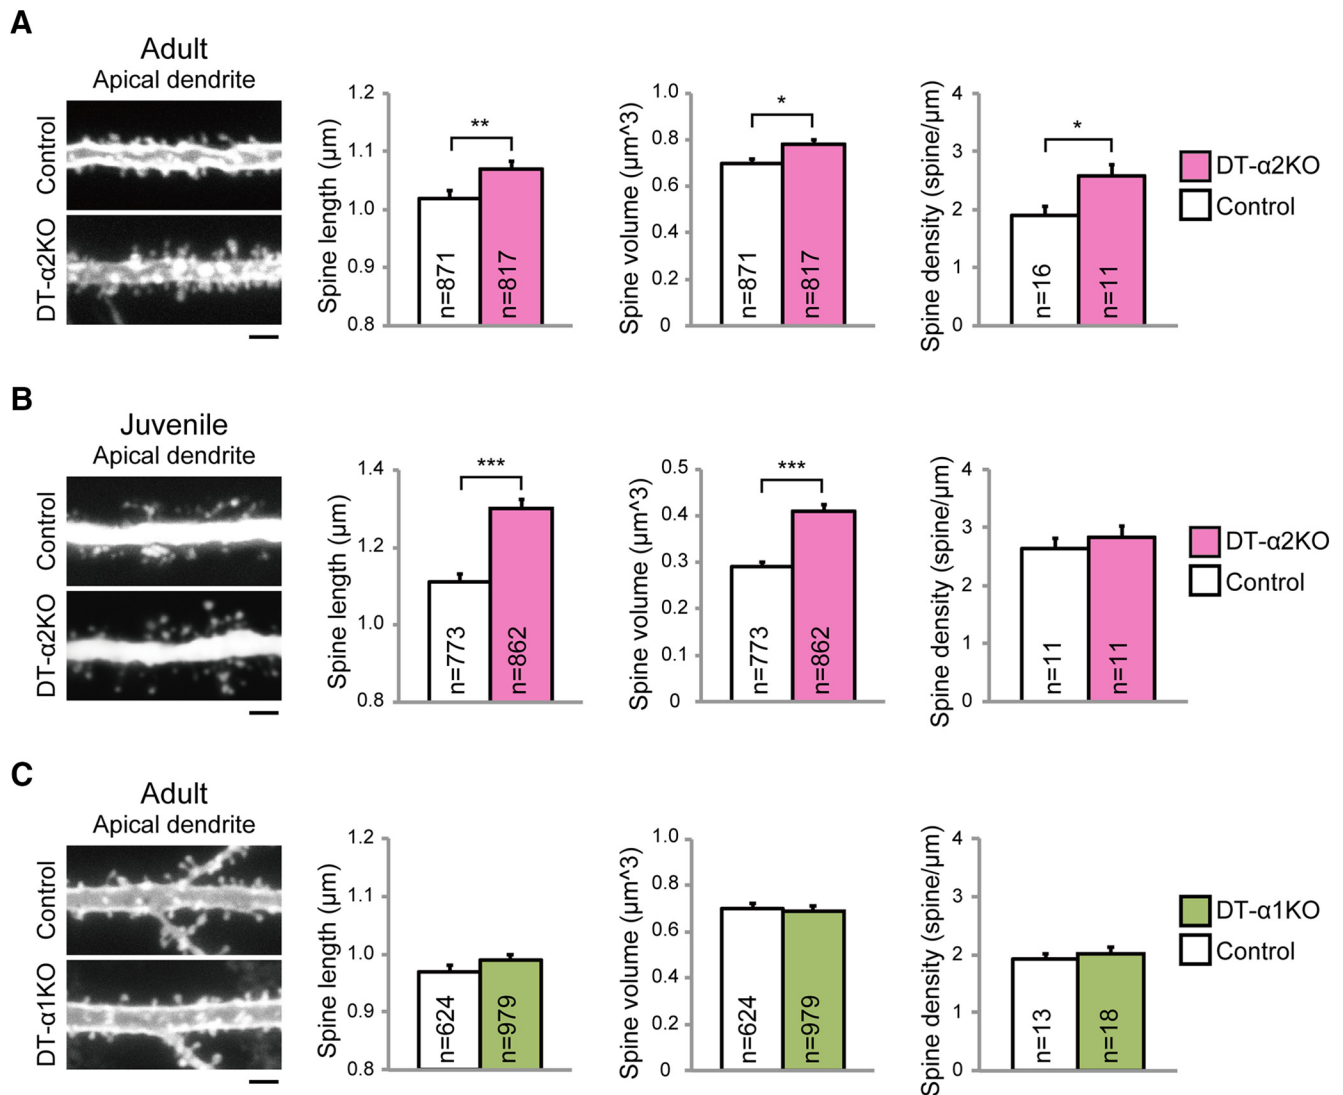 A
Adult
Apical dendrite
Control
DT-α2KO
Spine length (μm)
1.2
1.1
1.0
0.9
0.8
**
n=871
n=817
Spine volume (μm^3)
1.0
0.8
0.6
0.4
0.2
0
*
n=871
n=817
Spine density (spine/μm)
4
3
2
1
0
*
n=16
n=11
DT-α2KO
Control
B
Juvenile
Apical dendrite
Control
DT-α2KO
Spine length (μm)
1.4
1.2
1.0
0.8
***
n=773
n=862
Spine volume (μm^3)
0.5
0.4
0.3
0.2
0.1
0
***
n=773
n=862
Spine density (spine/μm)
4
3
2
1
0
n=11
n=11
DT-α2KO
Control
C
Adult
Apical dendrite
Control
DT-α1KO
Spine length (μm)
1.2
1.1
1.0
0.9
0.8
n=624
n=979
Spine volume (μm^3)
1.0
0.8
0.6
0.4
0.2
0
n=624
n=979
Spine density (spine/μm)
4
3
2
1
0
n=13
n=18
DT-α1KO
Control